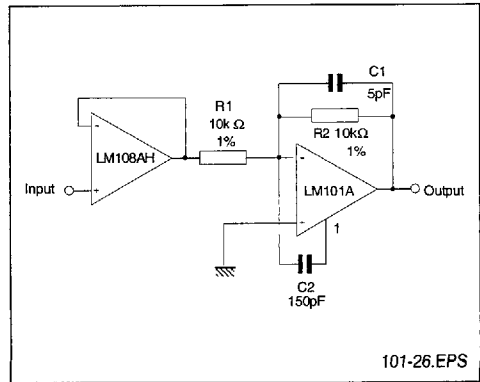 C1
5pF
R1
10k Ω
1%
R2 10kΩ
1%
-
LM108AH
+
Input
-
LM101A
+
Output
1
C2
150pF
101-26.EPS